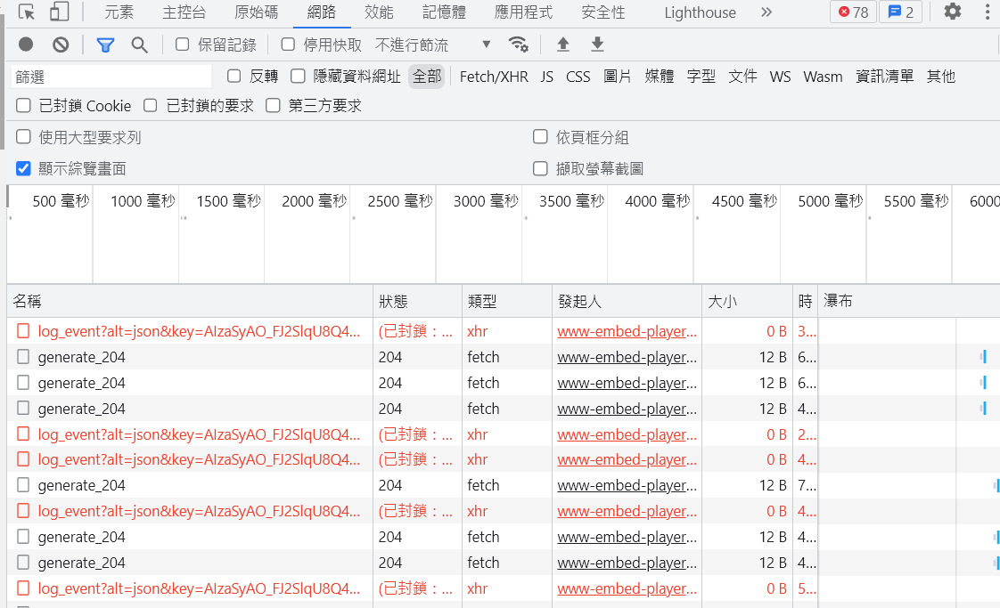 元素 主控台 原始碼 網路 效能 記憶體 應用程式 安全性 Lighthouse 78 2
保留記錄 停用快取 不進行節流
篩選 反轉 隱藏資料網址 全部 Fetch/XHR JS CSS 圖片 媒體 字型 文件 WS Wasm 資訊清單 其他
已封鎖 Cookie 已封鎖的要求 第三方要求
使用大型要求列 依頁框分組
顯示綜覽畫面 擷取螢幕截圖
500 毫秒 1000 毫秒 1500 毫秒 2000 毫秒 2500 毫秒 3000 毫秒 3500 毫秒 4000 毫秒 4500 毫秒 5000 毫秒 5500 毫秒 6000
名稱 狀態 類型 發起人 大小 時 瀑布
log_event?alt=json&key=AIzaSyAO_FJ2SlqU8Q4... (已封鎖：... xhr www-embed-player... 0 B 3...
generate_204 204 fetch www-embed-player... 12 B 6...
generate_204 204 fetch www-embed-player... 12 B 6...
generate_204 204 fetch www-embed-player... 12 B 4...
log_event?alt=json&key=AIzaSyAO_FJ2SlqU8Q4... (已封鎖：... xhr www-embed-player... 0 B 2...
log_event?alt=json&key=AIzaSyAO_FJ2SlqU8Q4... (已封鎖：... xhr www-embed-player... 0 B 4...
generate_204 204 fetch www-embed-player... 12 B 7...
log_event?alt=json&key=AIzaSyAO_FJ2SlqU8Q4... (已封鎖：... xhr www-embed-player... 0 B 4...
generate_204 204 fetch www-embed-player... 12 B 4...
generate_204 204 fetch www-embed-player... 12 B 4...
log_event?alt=json&key=AIzaSyAO_FJ2SlqU8Q4... (已封鎖：... xhr www-embed-player... 0 B 5...